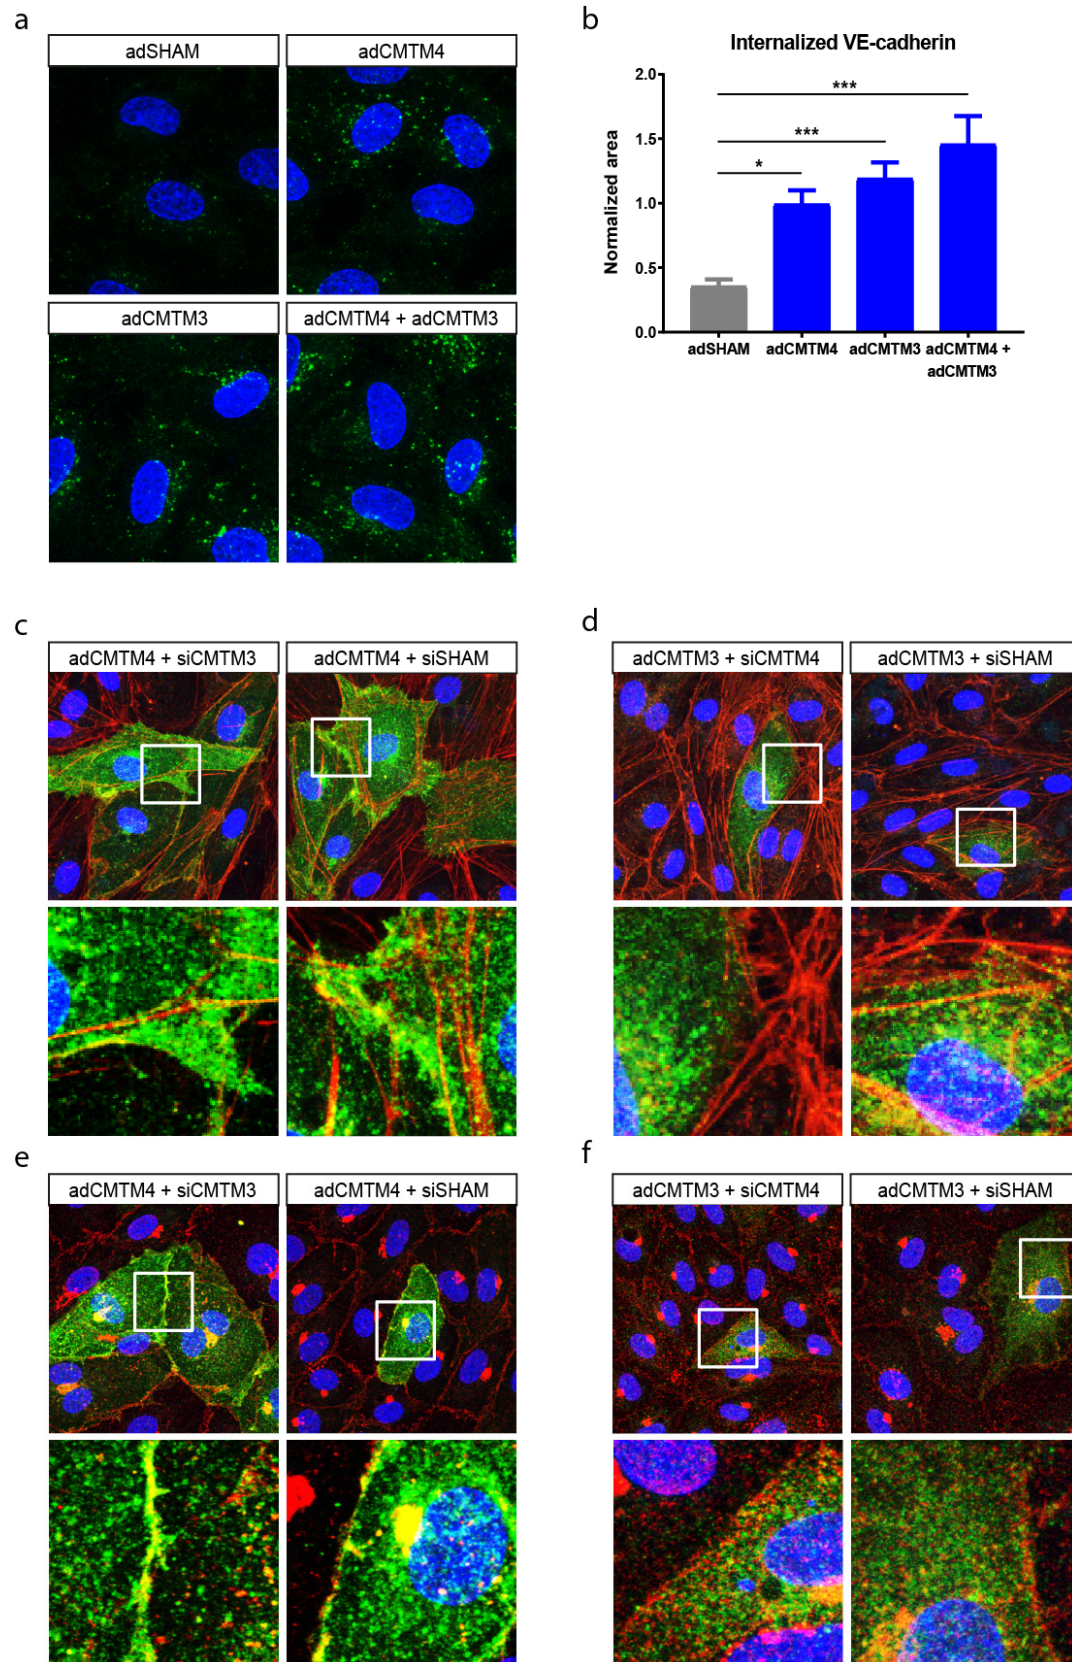 a
adSHAM
adCMTM4
adCMTM3
adCMTM4 + adCMTM3
b
Internalized VE-cadherin
Normalized area
2.0
1.5
1.0
0.5
0.0
***
***
*
adSHAM
adCMTM4
adCMTM3
adCMTM4 +
adCMTM3
c
adCMTM4 + siCMTM3
adCMTM4 + siSHAM
d
adCMTM3 + siCMTM4
adCMTM3 + siSHAM
e
adCMTM4 + siCMTM3
adCMTM4 + siSHAM
f
adCMTM3 + siCMTM4
adCMTM3 + siSHAM